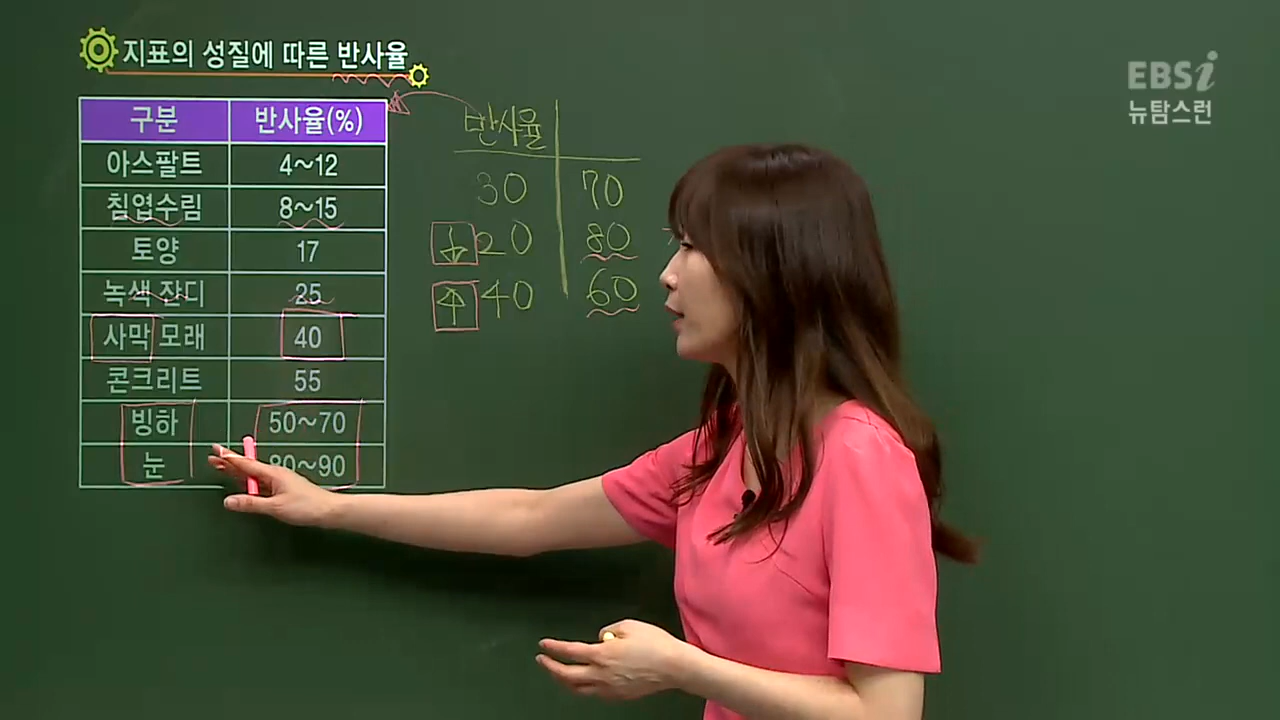 지표의 성질에 따른 반사율
EBSi
뉴탐스런
구분 반사율(%)
아스팔트 4~12
침엽수림 8~15
토양 17
녹색 잔디 25
사막 모래 40
콘크리트 55
빙하 50~70
눈 80~90
반사율
30 70
↓ 20 80
↑ 40 60